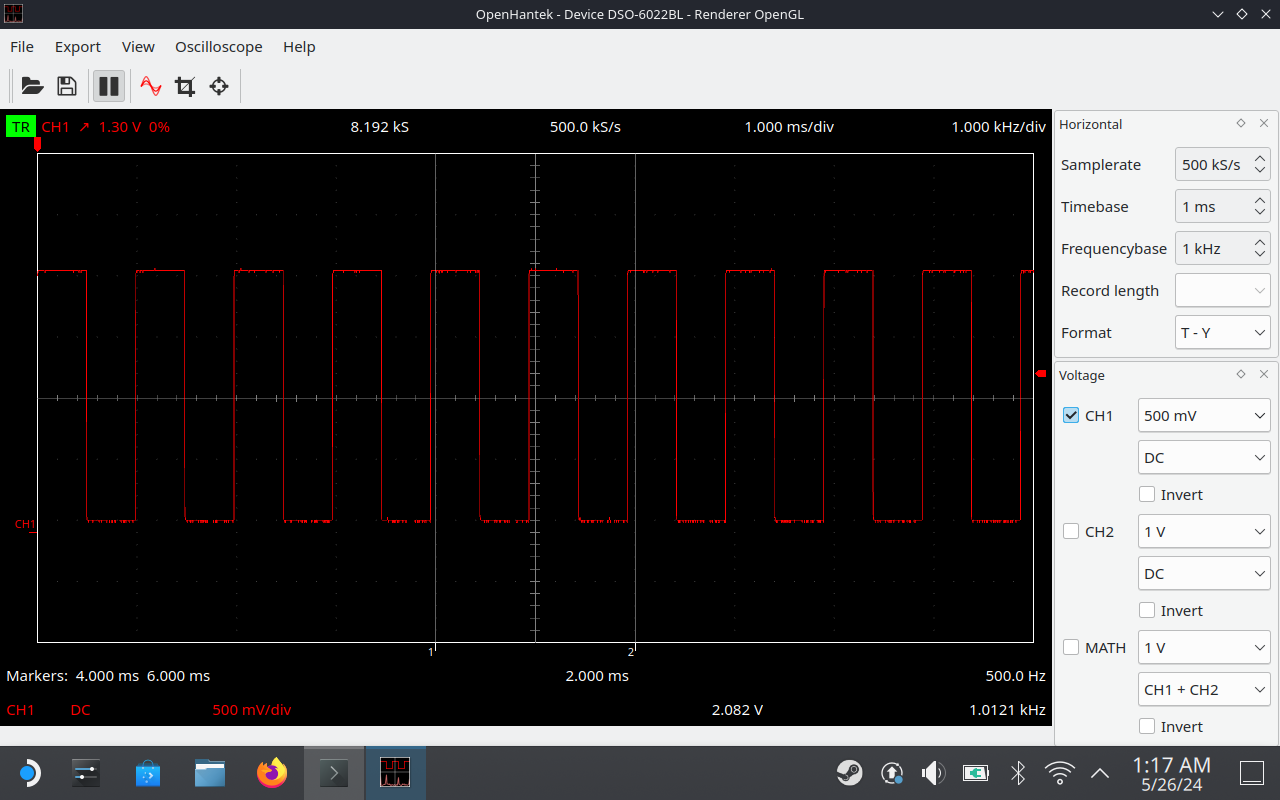 OpenHantek - Device DSO-6022BL - Renderer OpenGL
File Export View Oscilloscope Help
TR CH1 ↗ 1.30 V 0% 8.192 kS 500.0 kS/s 1.000 ms/div 1.000 kHz/div
CH1
1 2
Markers: 4.000 ms 6.000 ms 2.000 ms 500.0 Hz
CH1 DC 500 mV/div 2.082 V 1.0121 kHz
Horizontal
Samplerate 500 kS/s
Timebase 1 ms
Frequencybase 1 kHz
Record length
Format T - Y
Voltage
CH1 500 mV
DC
Invert
CH2 1 V
DC
Invert
MATH 1 V
CH1 + CH2
Invert
1:17 AM
5/26/24